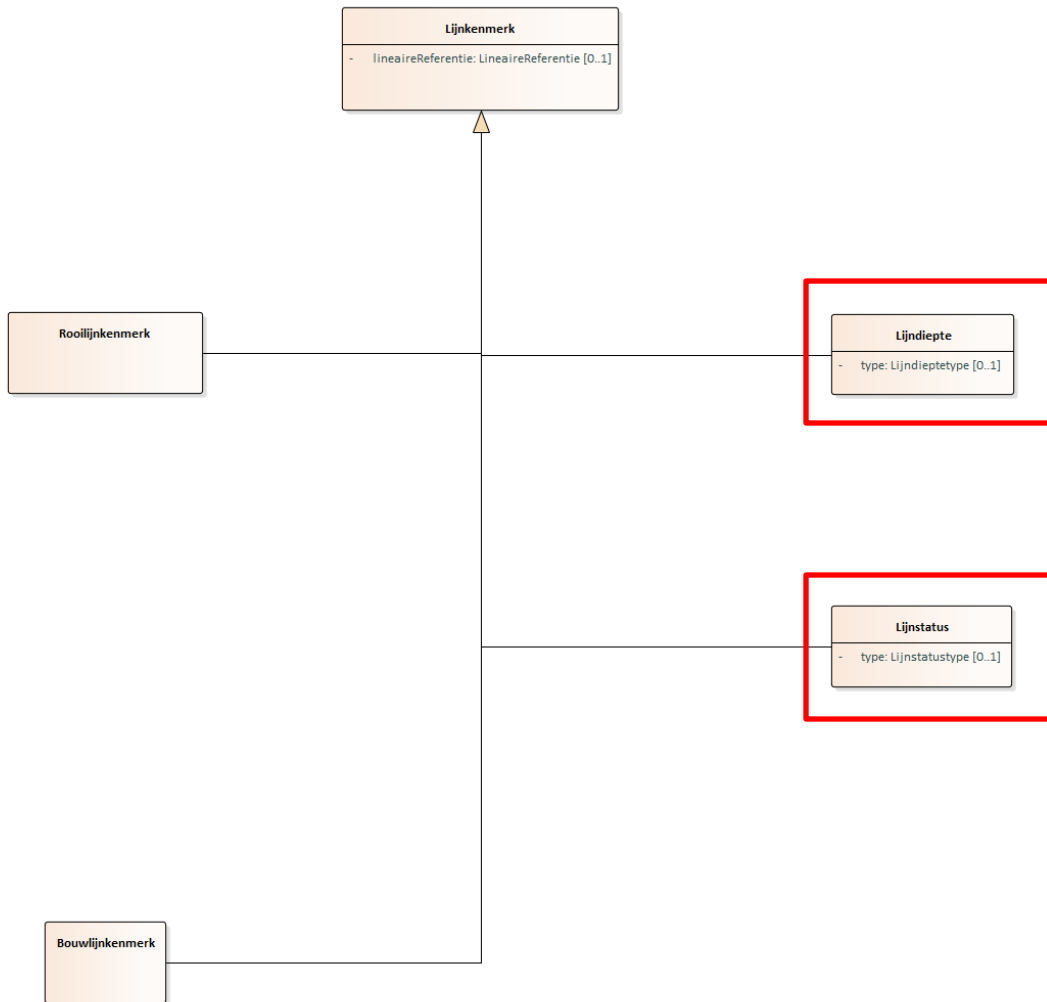 Lijnkenmerk
- lineaireReferentie: LineaireReferentie [0..1]
Rooilijnkenmerk
Lijndiepte
- type: Lijndieptetype [0..1]
Lijnstatus
- type: Lijnstatustype [0..1]
Bouwlijnkenmerk